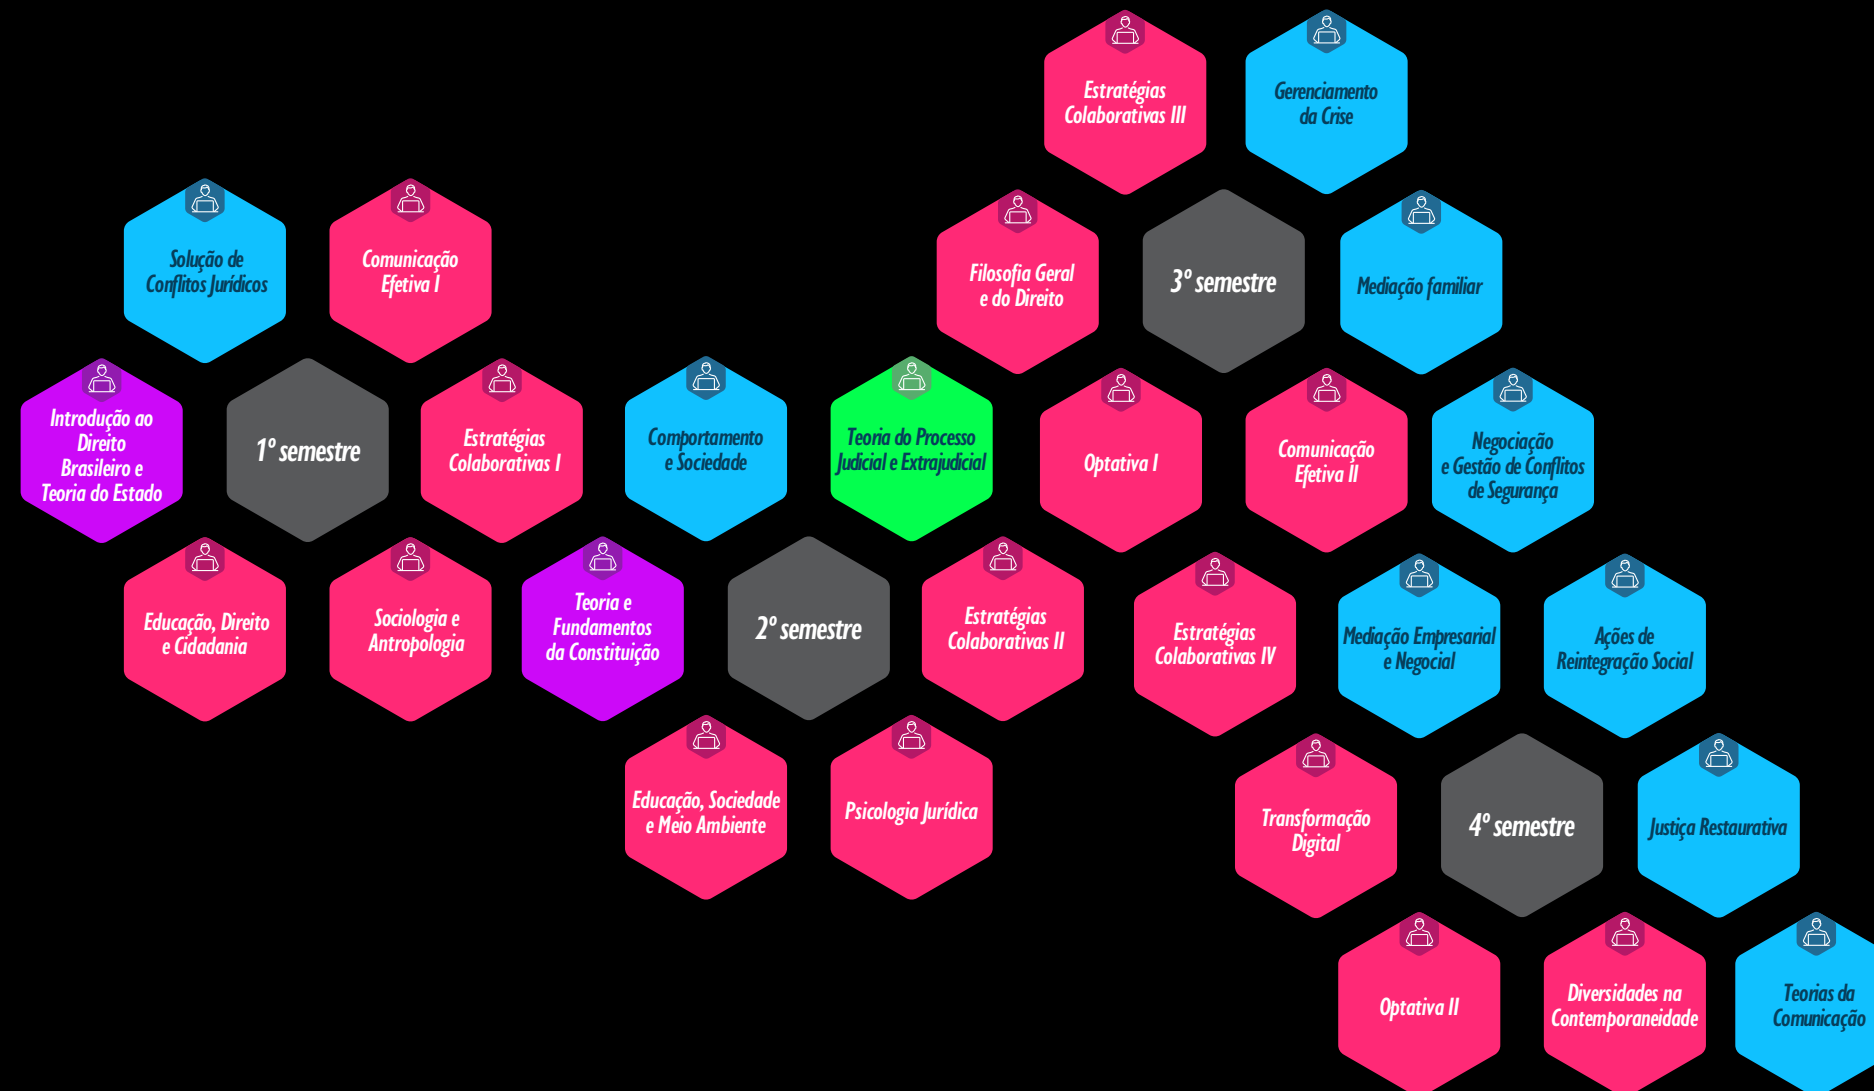 Estratégias
Colaborativas III
Gerenciamento
da Crise
Solução de
Conflitos Jurídicos
Comunicação
Efetiva I
Filosofia Geral
e do Direito
3º semestre
Mediação familiar
Introdução ao
Direito
Brasileiro e
Teoria do Estado
1º semestre
Estratégias
Colaborativas I
Comportamento
e Sociedade
Teoria do Processo
Judicial e Extrajudicial
Optativa I
Comunicação
Efetiva II
Negociação
e Gestão de Conflitos
de Segurança
Educação, Direito
e Cidadania
Sociologia e
Antropologia
Teoria e
Fundamentos
da Constituição
2º semestre
Estratégias
Colaborativas II
Estratégias
Colaborativas IV
Mediação Empresarial
e Negocial
Ações de
Reintegração Social
Educação, Sociedade
e Meio Ambiente
Psicologia Jurídica
Transformação
Digital
4º semestre
Justiça Restaurativa
Optativa II
Diversidades na
Contemporaneidade
Teorias da
Comunicação